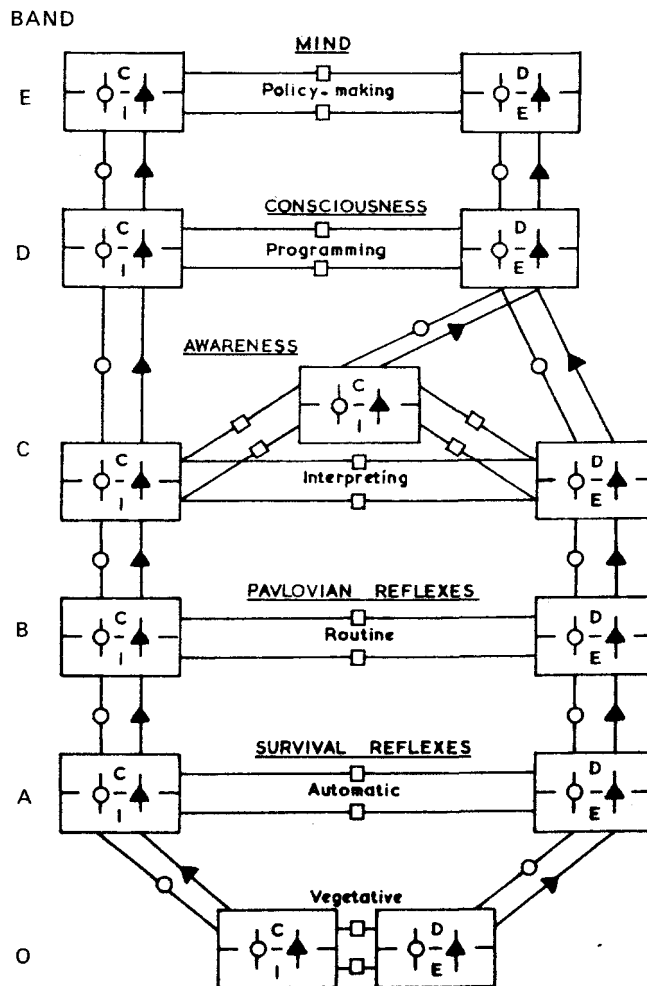 BAND
MIND
C
I
D
E
E
Policy-making
CONSCIOUSNESS
C
I
D
E
D
Programming
AWARENESS
C
I
C
C
I
D
E
Interpreting
PAVLOVIAN REFLEXES
C
I
D
E
B
Routine
SURVIVAL REFLEXES
C
I
D
E
A
Automatic
Vegetative
C
I
D
E
O